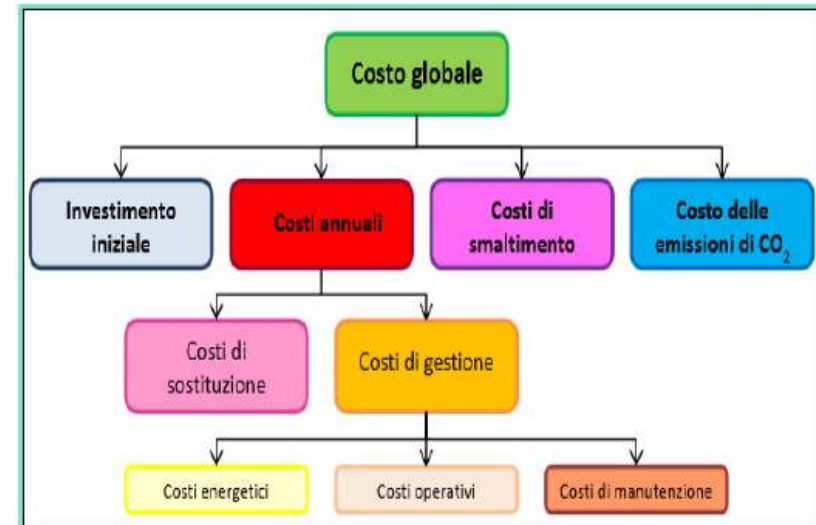 Costo globale
Investimento
iniziale
Costi annuali
Costi di
smaltimento
Costo delle
emissioni di CO₂
Costi di
sostituzione
Costi di gestione
Costi energetici
Costi operativi
Costi di manutenzione